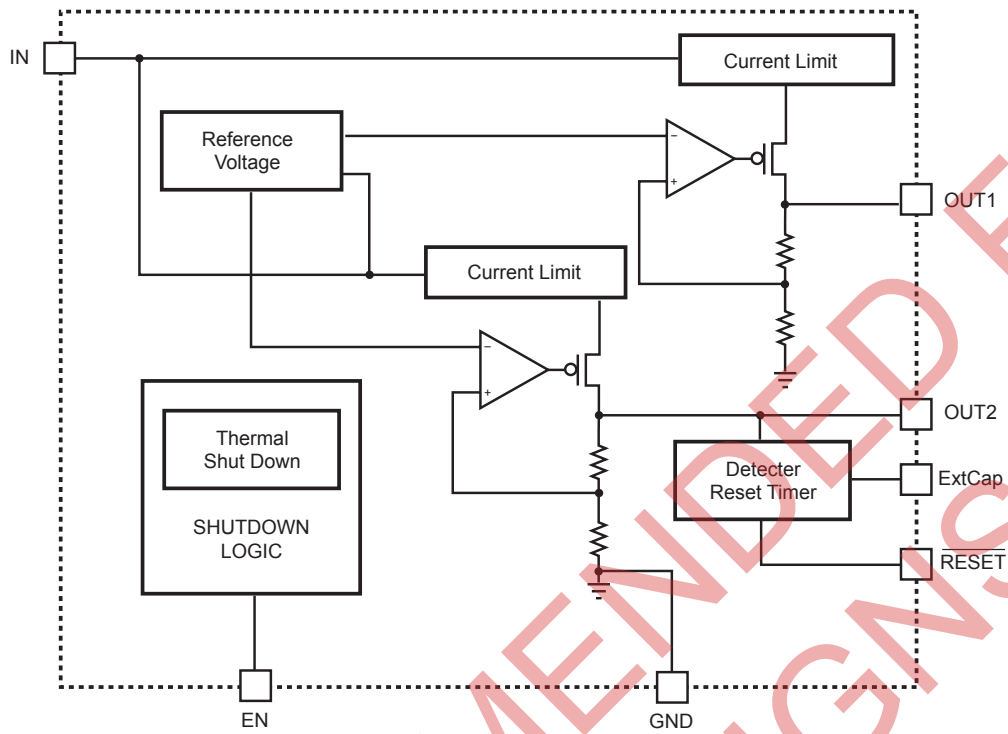 IN
Current Limit
Reference
Voltage
−
+
OUT1
Current Limit
−
+
OUT2
Thermal
Shut Down
SHUTDOWN
LOGIC
Detecter
Reset Timer
ExtCap
RESET
EN
GND